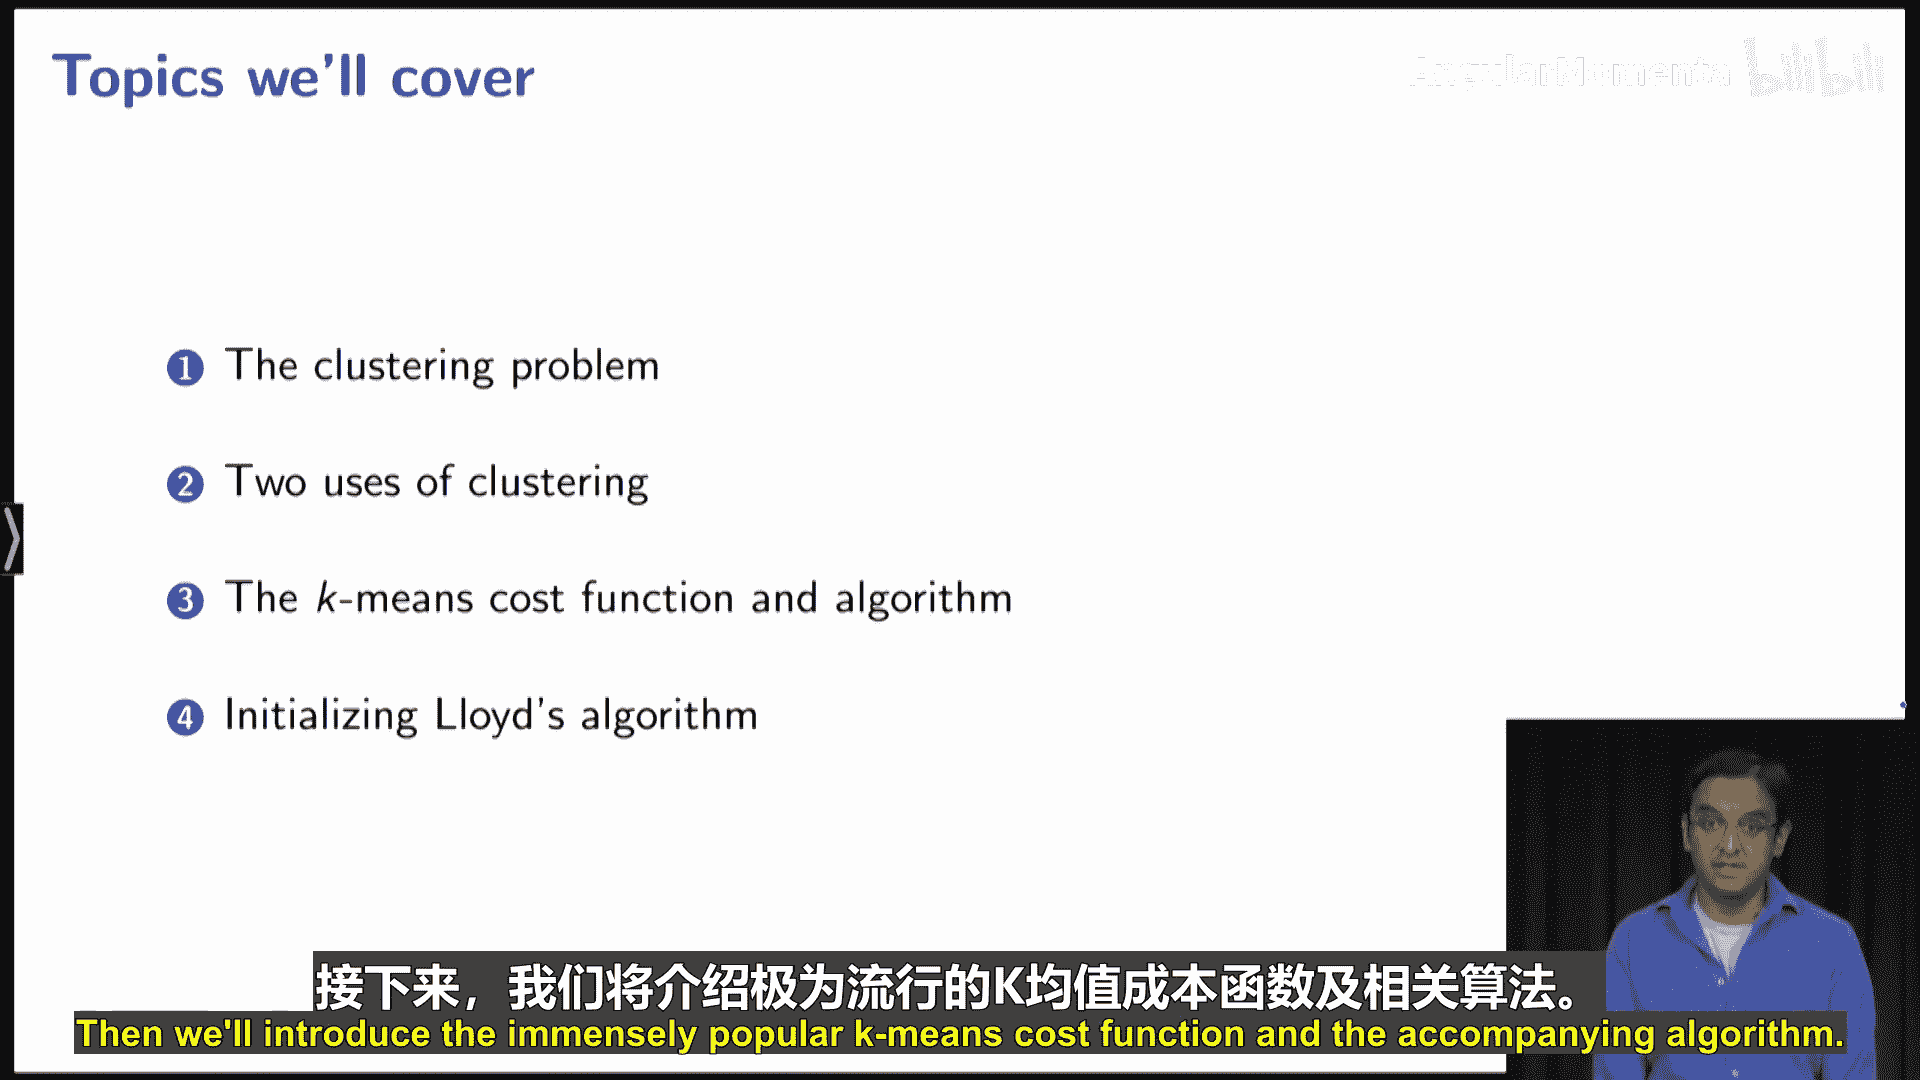 Topics we'll cover
AngularMomenta bilibili
1 The clustering problem
2 Two uses of clustering
3 The k-means cost function and algorithm
4 Initializing Lloyd's algorithm
接下来，我们将介绍极为流行的K均值成本函数及相关算法。
Then we'll introduce the immensely popular k-means cost function and the accompanying algorithm.